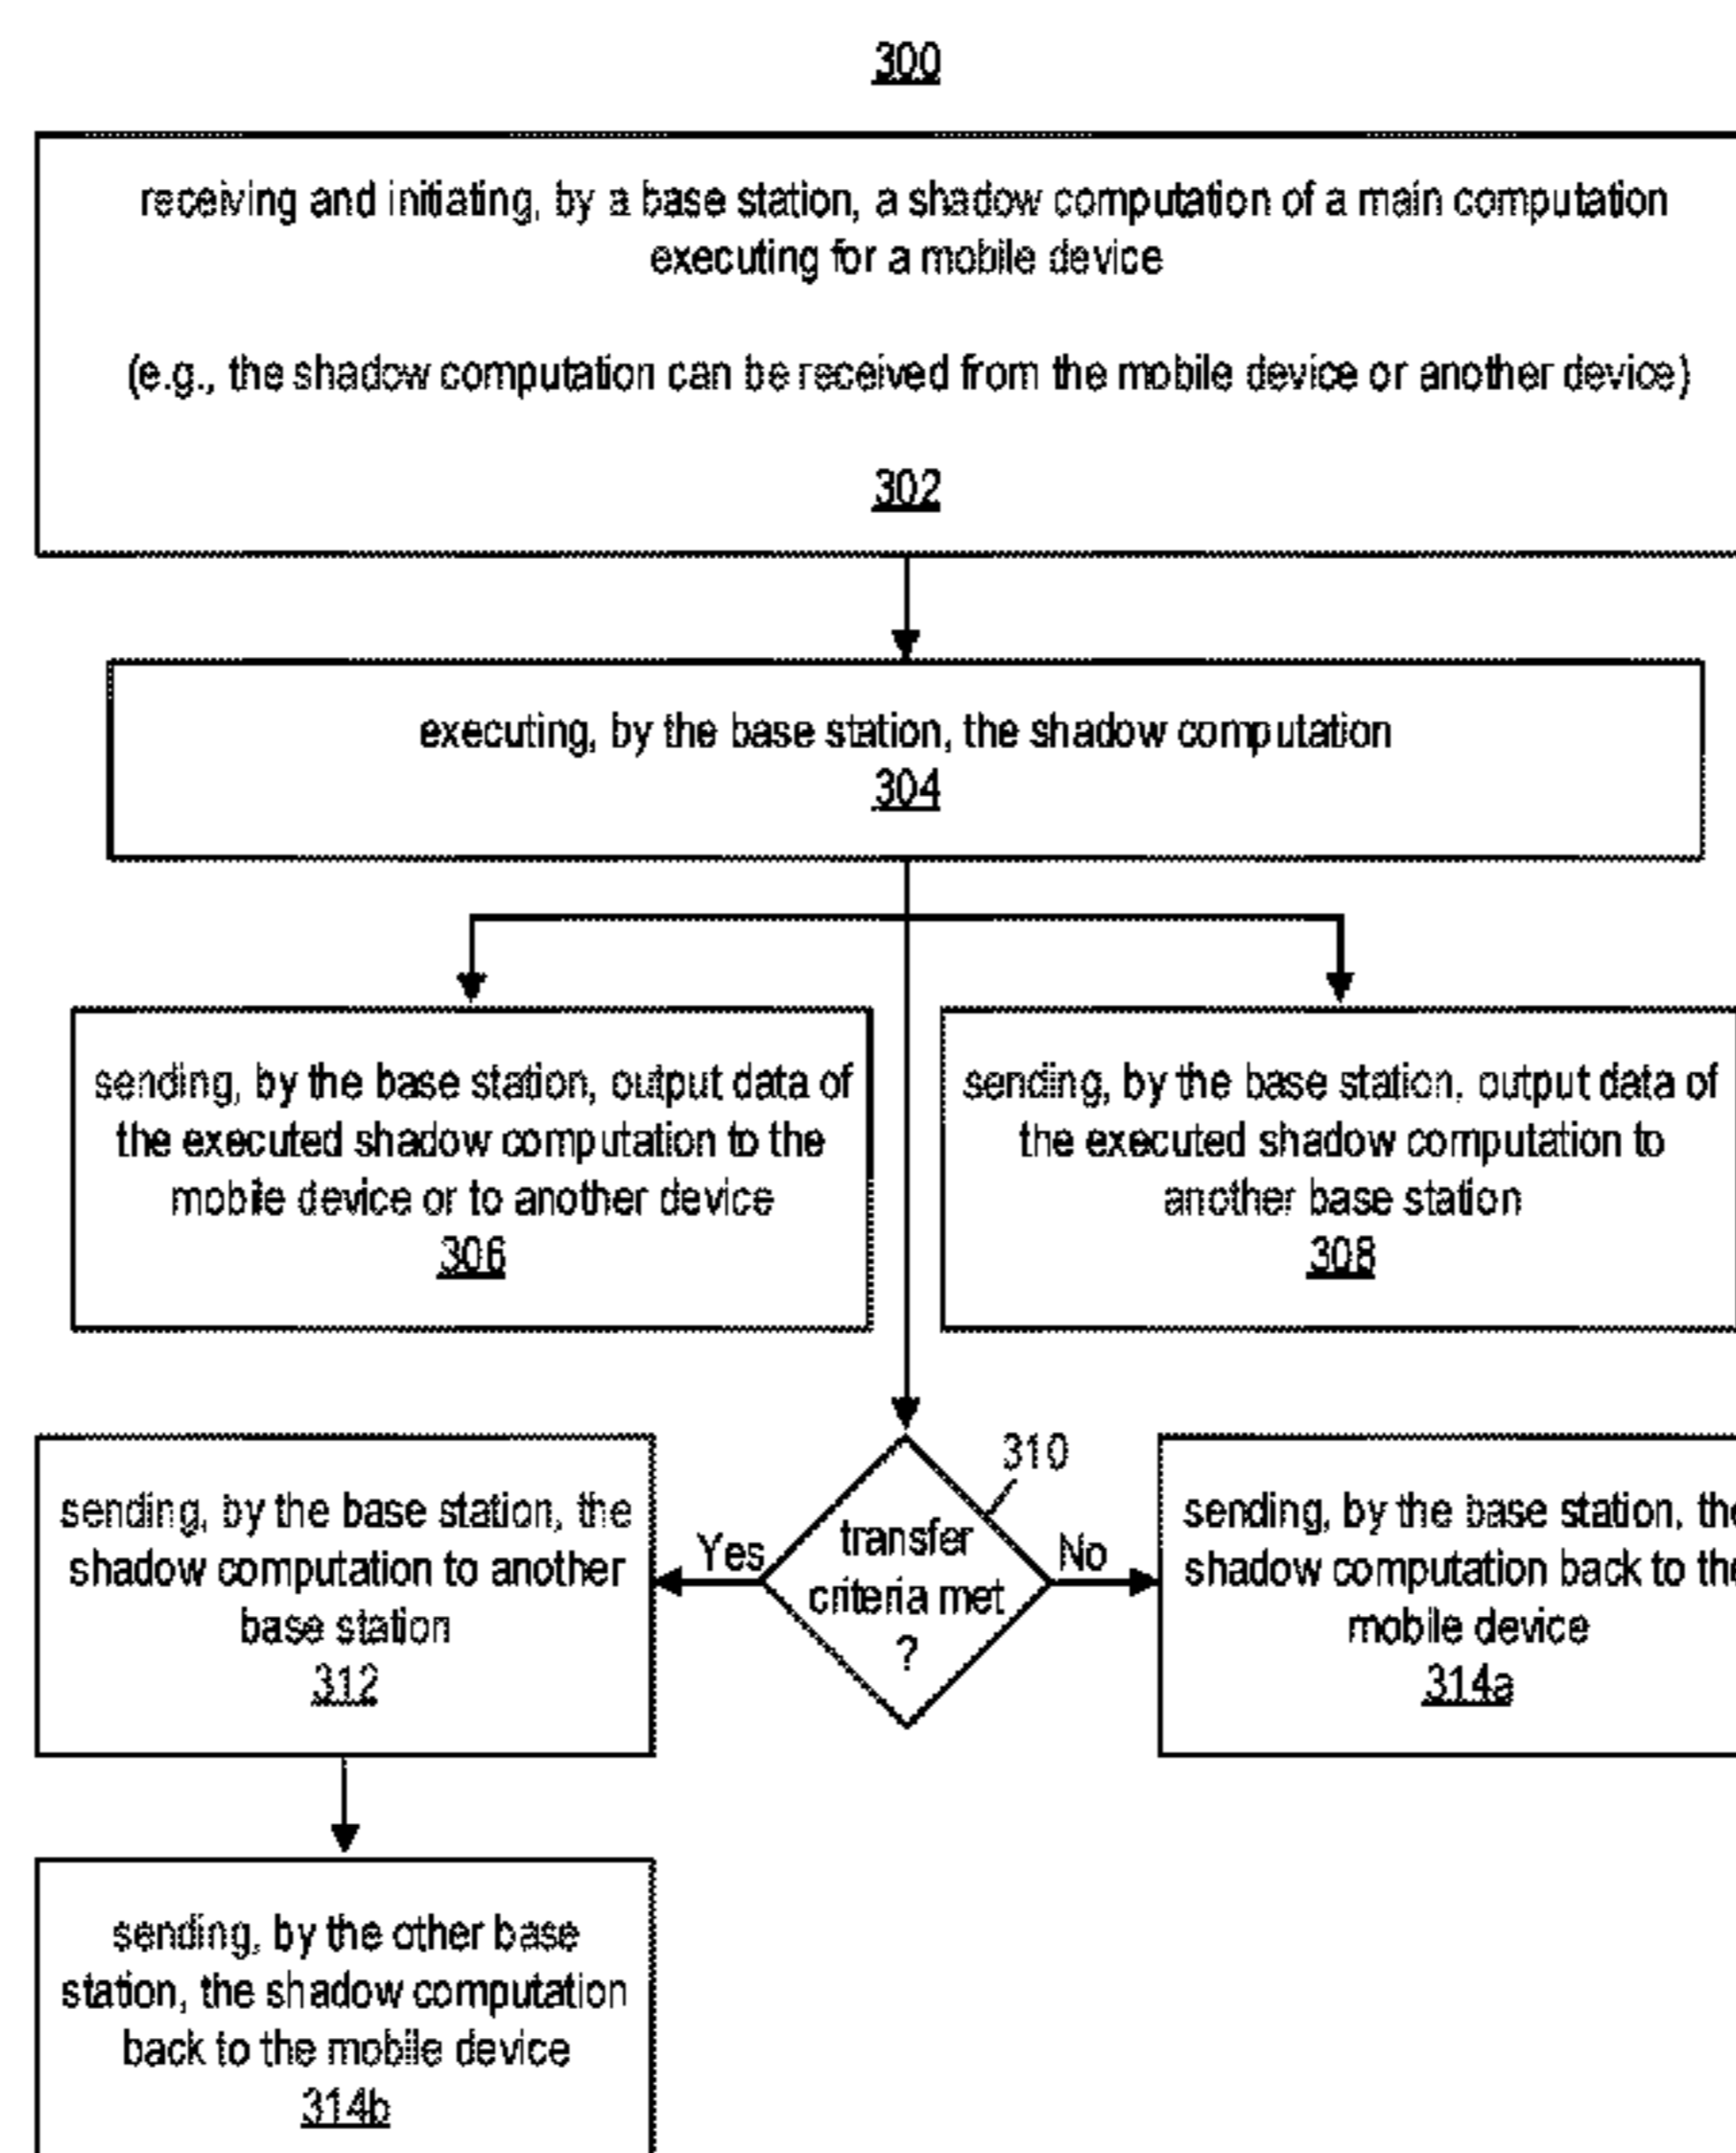 300
receiving and initiating, by a base station, a shadow computation of a main computation
executing for a mobile device
(e.g., the shadow computation can be received from the mobile device or another device)
302
executing, by the base station, the shadow computation
304
sending, by the base station, output data of
the executed shadow computation to the
mobile device or to another device
306
sending, by the base station, output data of
the executed shadow computation to
another base station
308
310
transfer
criteria met
?
Yes
No
sending, by the base station, the
shadow computation to another
base station
312
sending, by the base station, the
shadow computation back to the
mobile device
314a
sending, by the other base
station, the shadow computation
back to the mobile device
314b